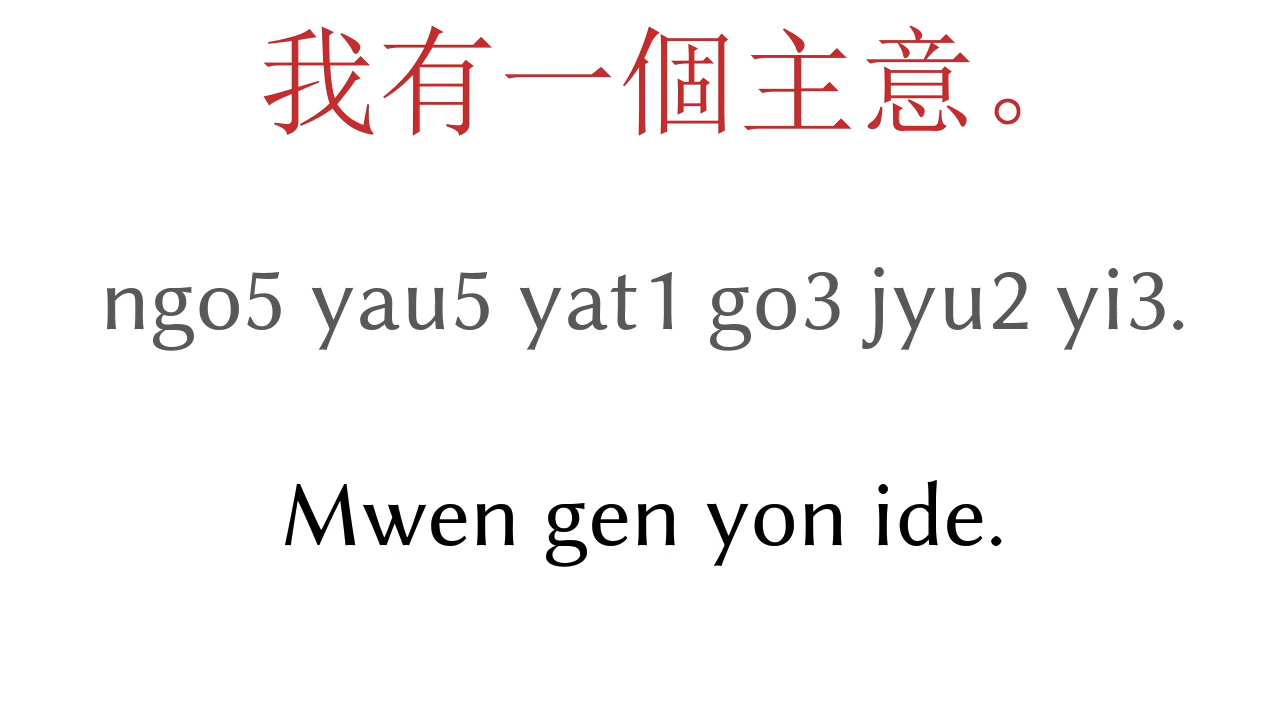 我有一個主意。
ngo5 yau5 yat1 go3 jyu2 yi3.
Mwen gen yon ide.